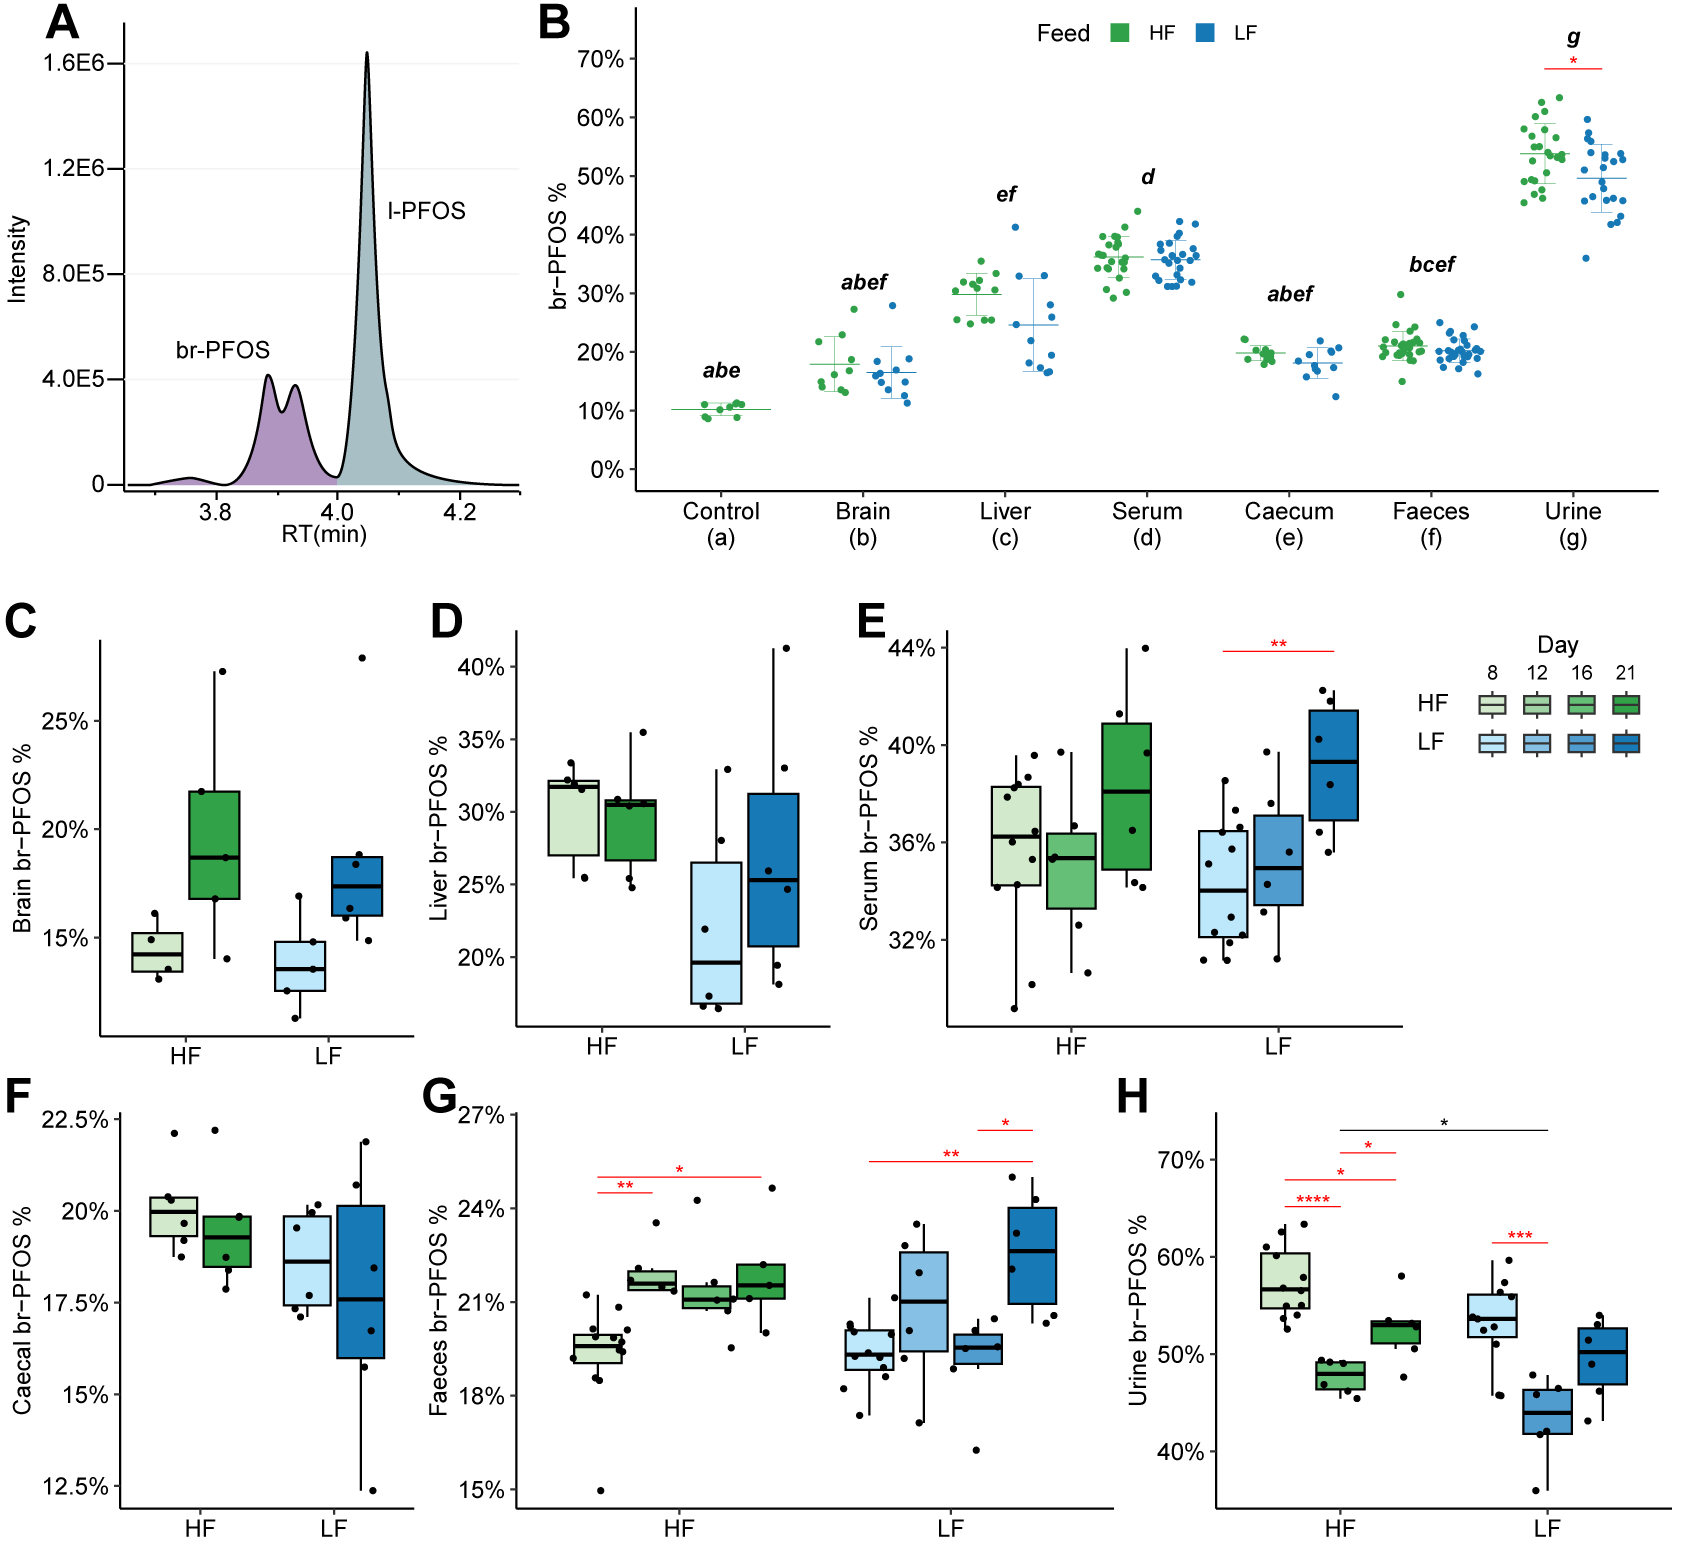 A
1.6E6
1.2E6
8.0E5
4.0E5
0
Intensity
br-PFOS
l-PFOS
3.8
4.0
4.2
RT(min)
B
Feed
HF
LF
br−PFOS %
70%
60%
50%
40%
30%
20%
10%
0%
abe
abef
ef
d
abef
bcef
g
*
Control
(a)
Brain
(b)
Liver
(c)
Serum
(d)
Caecum
(e)
Faeces
(f)
Urine
(g)
C
Brain br−PFOS %
25%
20%
15%
HF
LF
D
Liver br−PFOS %
40%
35%
30%
25%
20%
HF
LF
E
Serum br−PFOS %
44%
40%
36%
32%
**
HF
LF
Day
8
12
16
21
HF
LF
F
Caecal br−PFOS %
22.5%
20%
17.5%
15%
12.5%
HF
LF
G
Faeces br−PFOS %
27%
24%
21%
18%
15%
*
**
*
**
HF
LF
H
Urine br−PFOS %
70%
60%
50%
40%
*
*
*
****
***
HF
LF